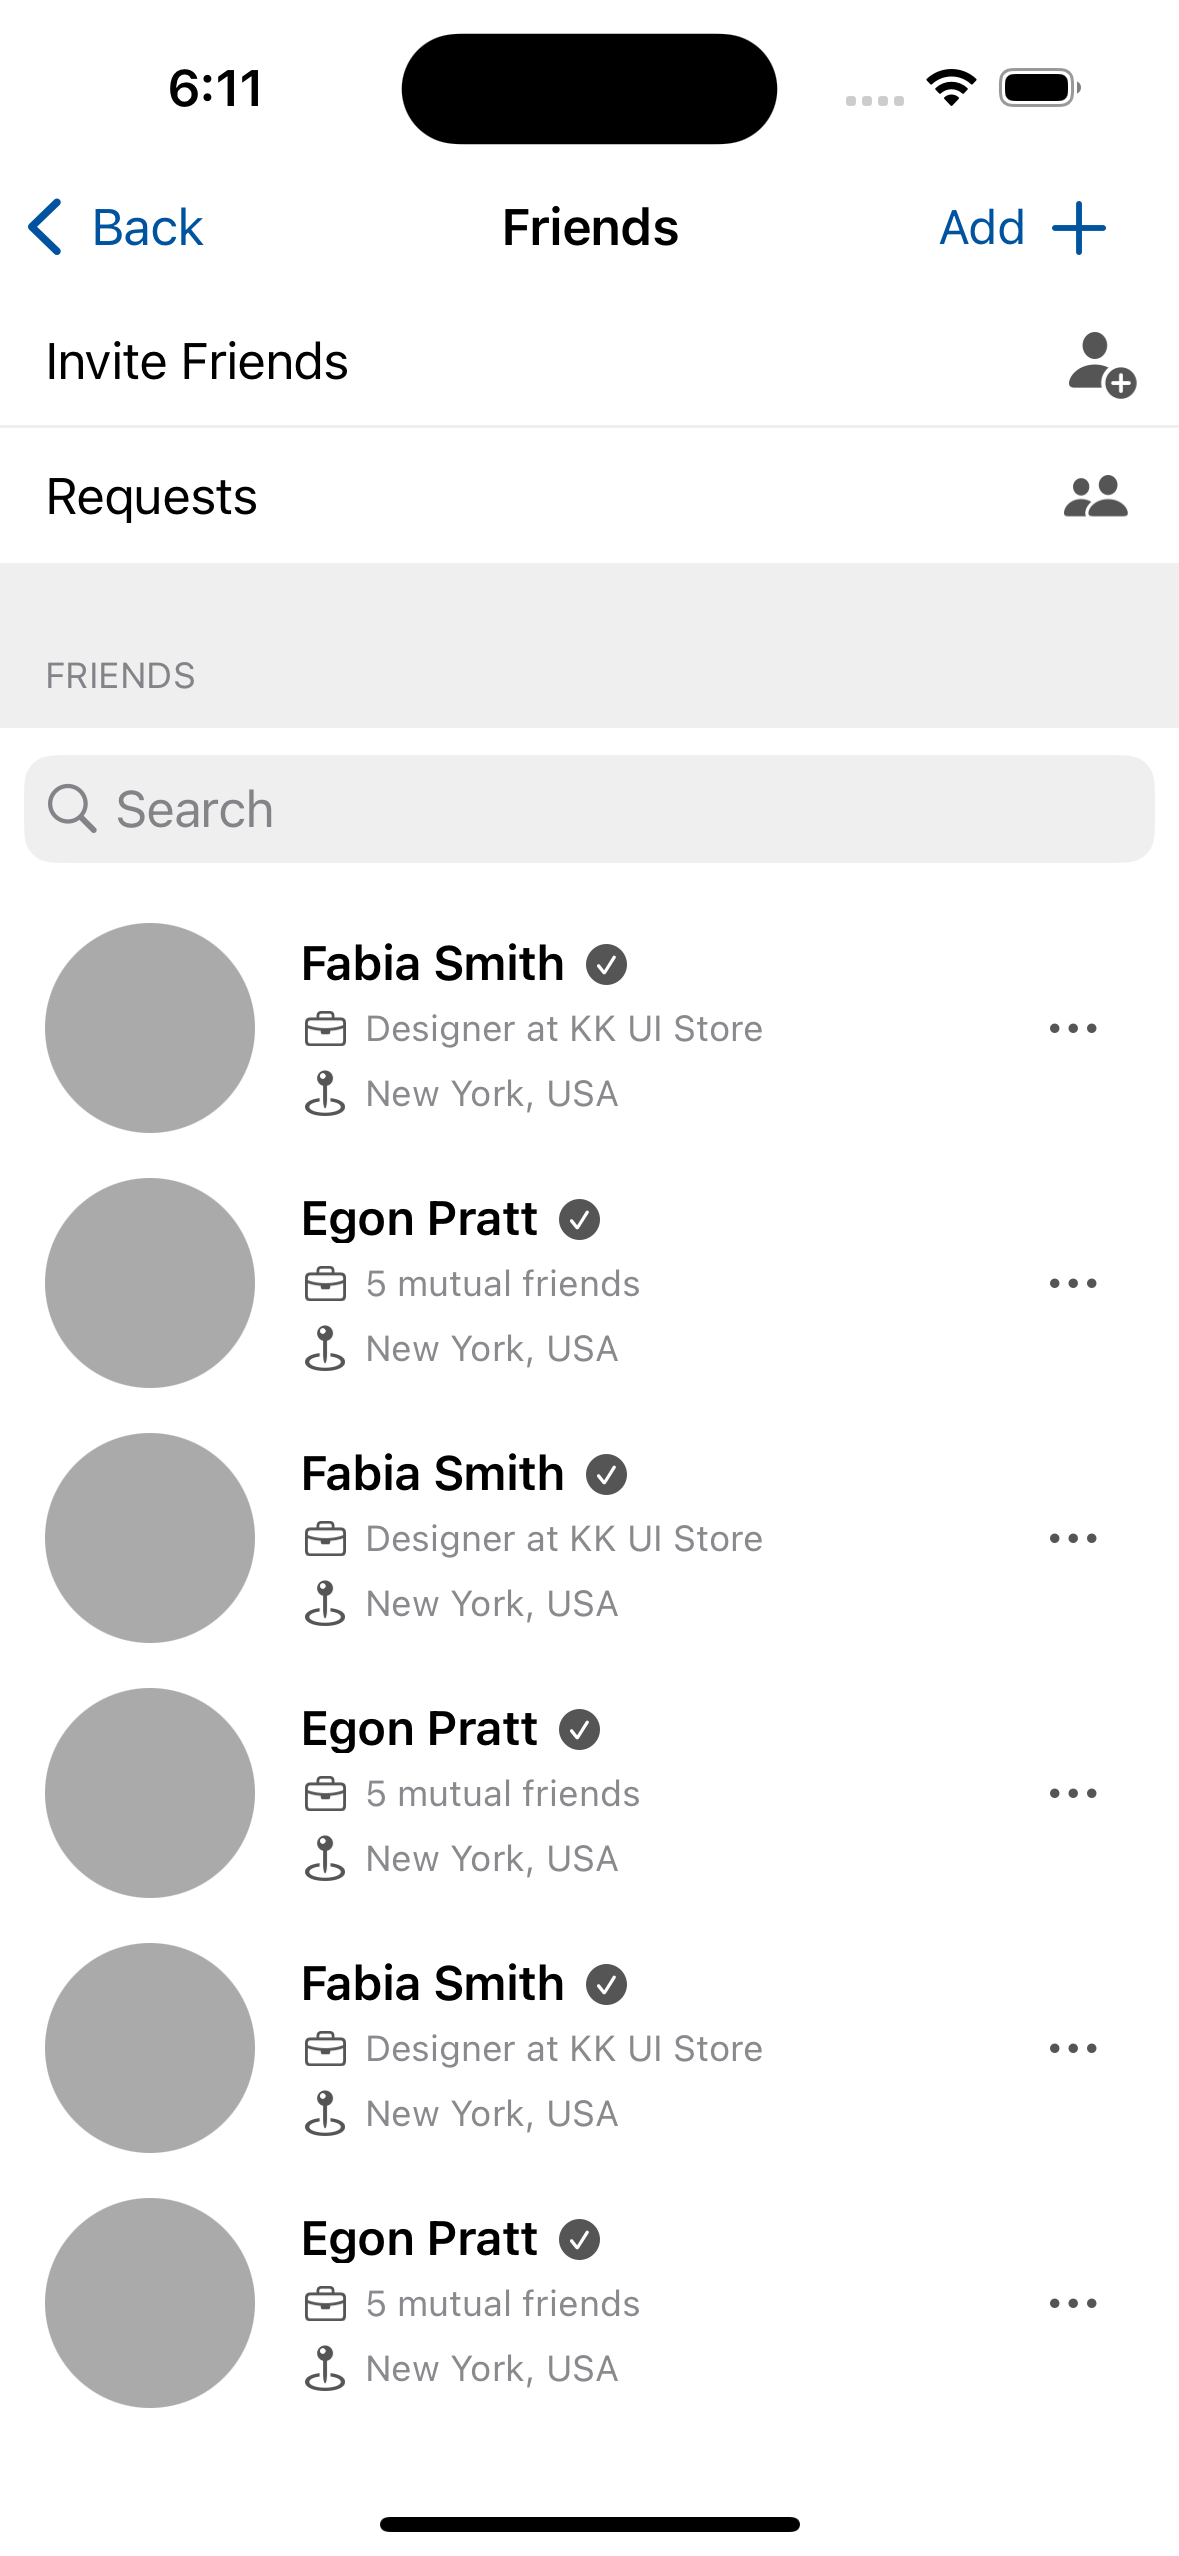 6:11
Back
Friends
Add
Invite Friends
Requests
FRIENDS
Search
Fabia Smith
Designer at KK UI Store
New York, USA
Egon Pratt
5 mutual friends
New York, USA
Fabia Smith
Designer at KK UI Store
New York, USA
Egon Pratt
5 mutual friends
New York, USA
Fabia Smith
Designer at KK UI Store
New York, USA
Egon Pratt
5 mutual friends
New York, USA